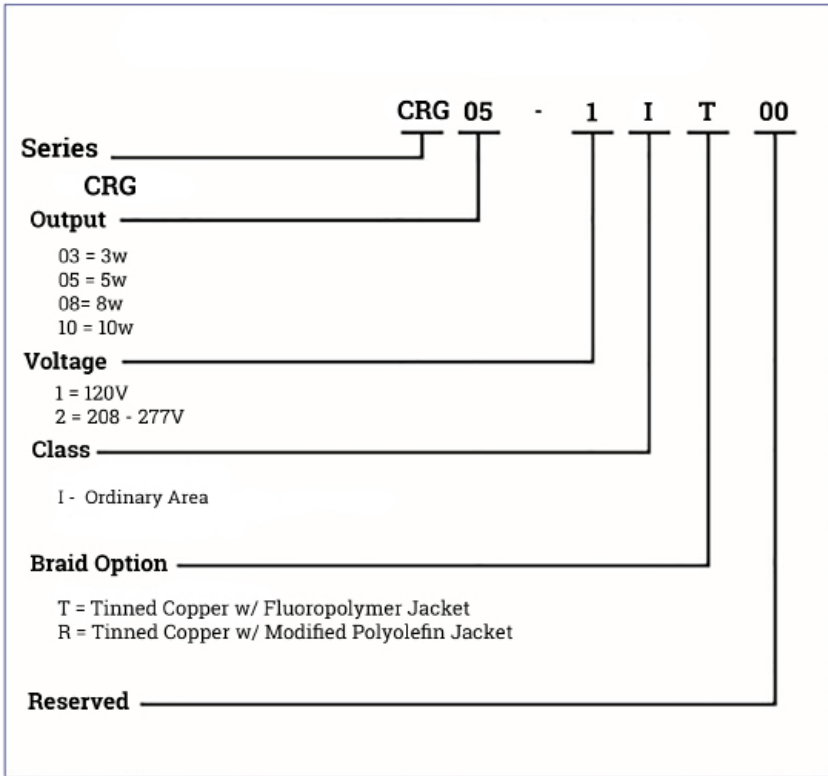 CRG 05 - 1 I T 00
Series
CRG
Output
03 = 3w
05 = 5w
08= 8w
10 = 10w
Voltage
1 = 120V
2 = 208 - 277V
Class
I - Ordinary Area
Braid Option
T = Tinned Copper w/ Fluoropolymer Jacket
R = Tinned Copper w/ Modified Polyolefin Jacket
Reserved